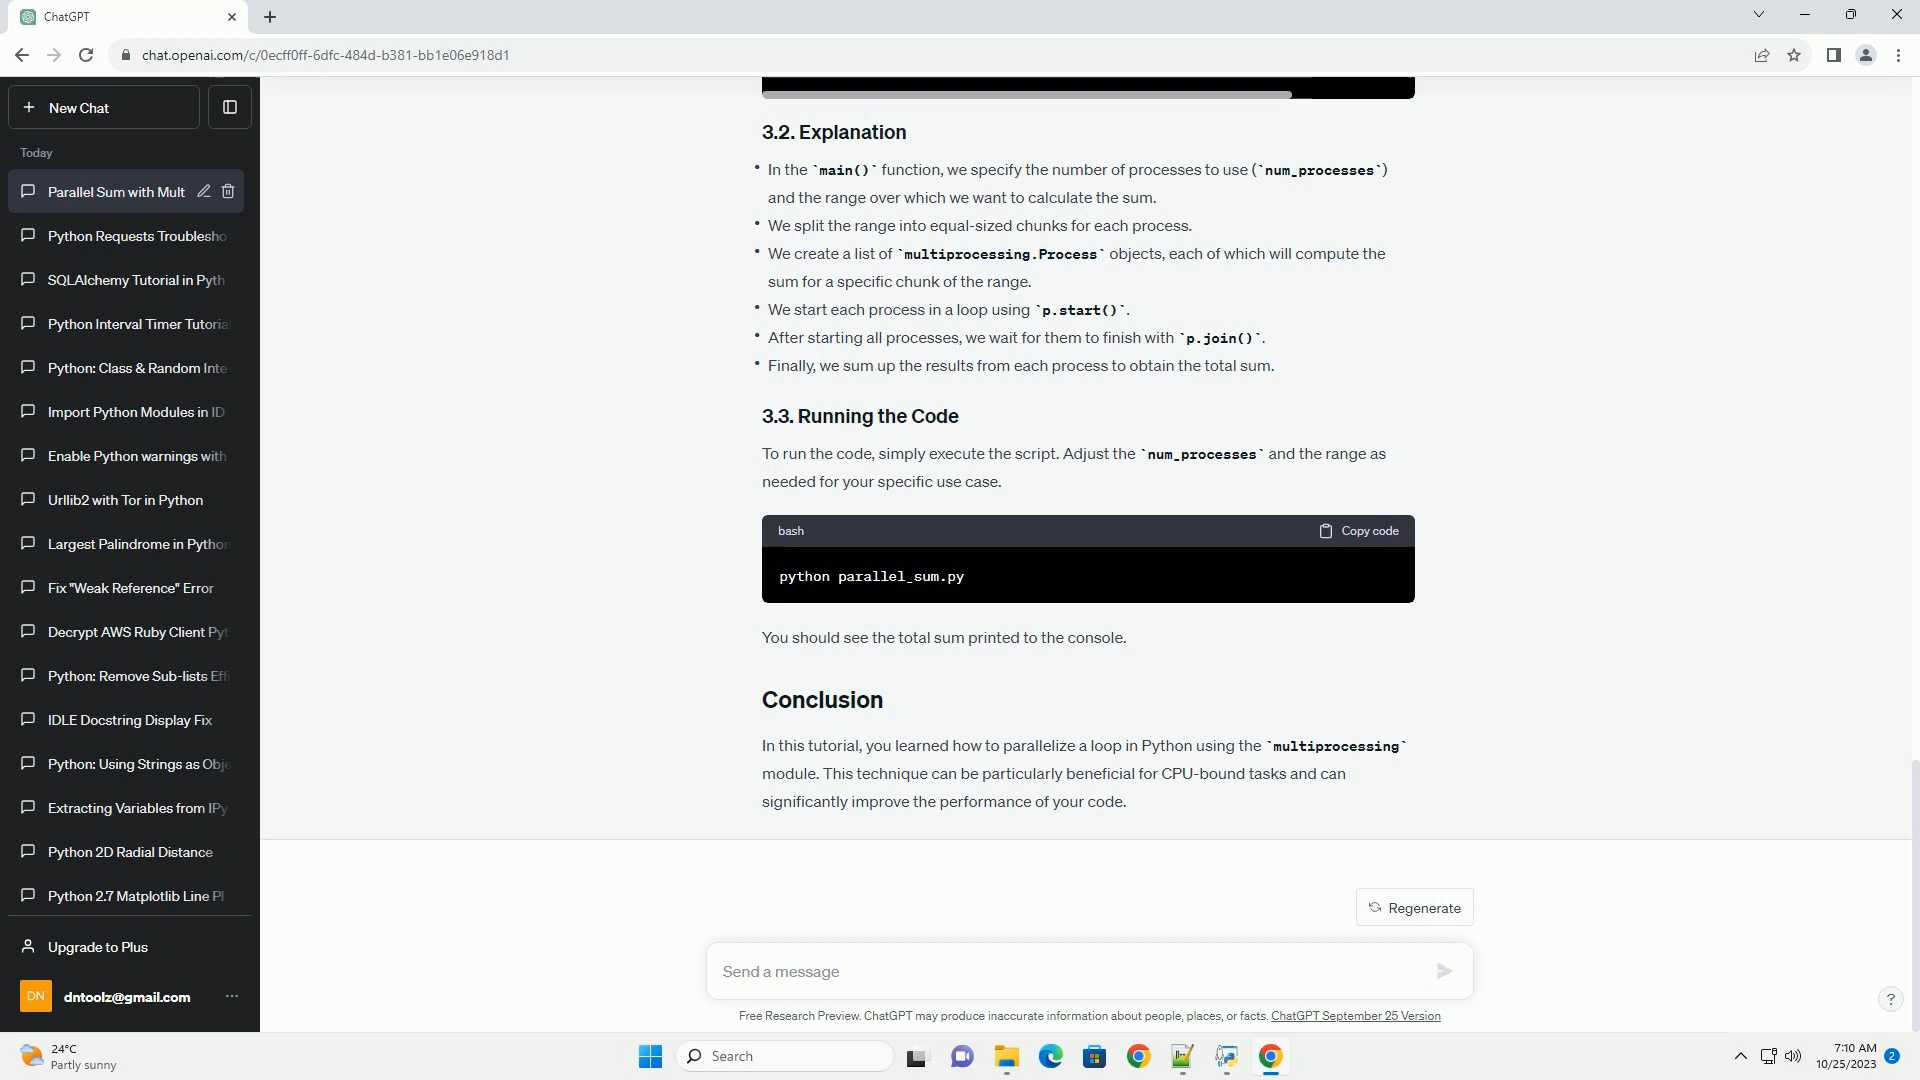 ChatGPT
chat.openai.com/c/0ecff0ff-6dfc-484d-b381-bb1e06e918d1
New Chat
Today
Parallel Sum with Mult
Python Requests Troublesho
SQLAlchemy Tutorial in Pyth
Python Interval Timer Tutoria
Python: Class & Random Inte
Import Python Modules in ID
Enable Python warnings with
Urllib2 with Tor in Python
Largest Palindrome in Python
Fix "Weak Reference" Error
Decrypt AWS Ruby Client Pyt
Python: Remove Sub-lists Effi
IDLE Docstring Display Fix
Python: Using Strings as Obje
Extracting Variables from IPy
Python 2D Radial Distance
Python 2.7 Matplotlib Line Pl
Upgrade to Plus
DN
dntoolz@gmail.com
3.2. Explanation
• In the `main()` function, we specify the number of processes to use (`num_processes`)
and the range over which we want to calculate the sum.
• We split the range into equal-sized chunks for each process.
• We create a list of `multiprocessing.Process` objects, each of which will compute the
sum for a specific chunk of the range.
• We start each process in a loop using `p.start()`.
• After starting all processes, we wait for them to finish with `p.join()`.
• Finally, we sum up the results from each process to obtain the total sum.
3.3. Running the Code
To run the code, simply execute the script. Adjust the `num_processes` and the range as
needed for your specific use case.
bash
Copy code
python parallel_sum.py
You should see the total sum printed to the console.
Conclusion
In this tutorial, you learned how to parallelize a loop in Python using the `multiprocessing`
module. This technique can be particularly beneficial for CPU-bound tasks and can
significantly improve the performance of your code.
Regenerate
Send a message
?
Free Research Preview. ChatGPT may produce inaccurate information about people, places, or facts. ChatGPT September 25 Version
24°C
Partly sunny
Search
7:10 AM
10/25/2023
2